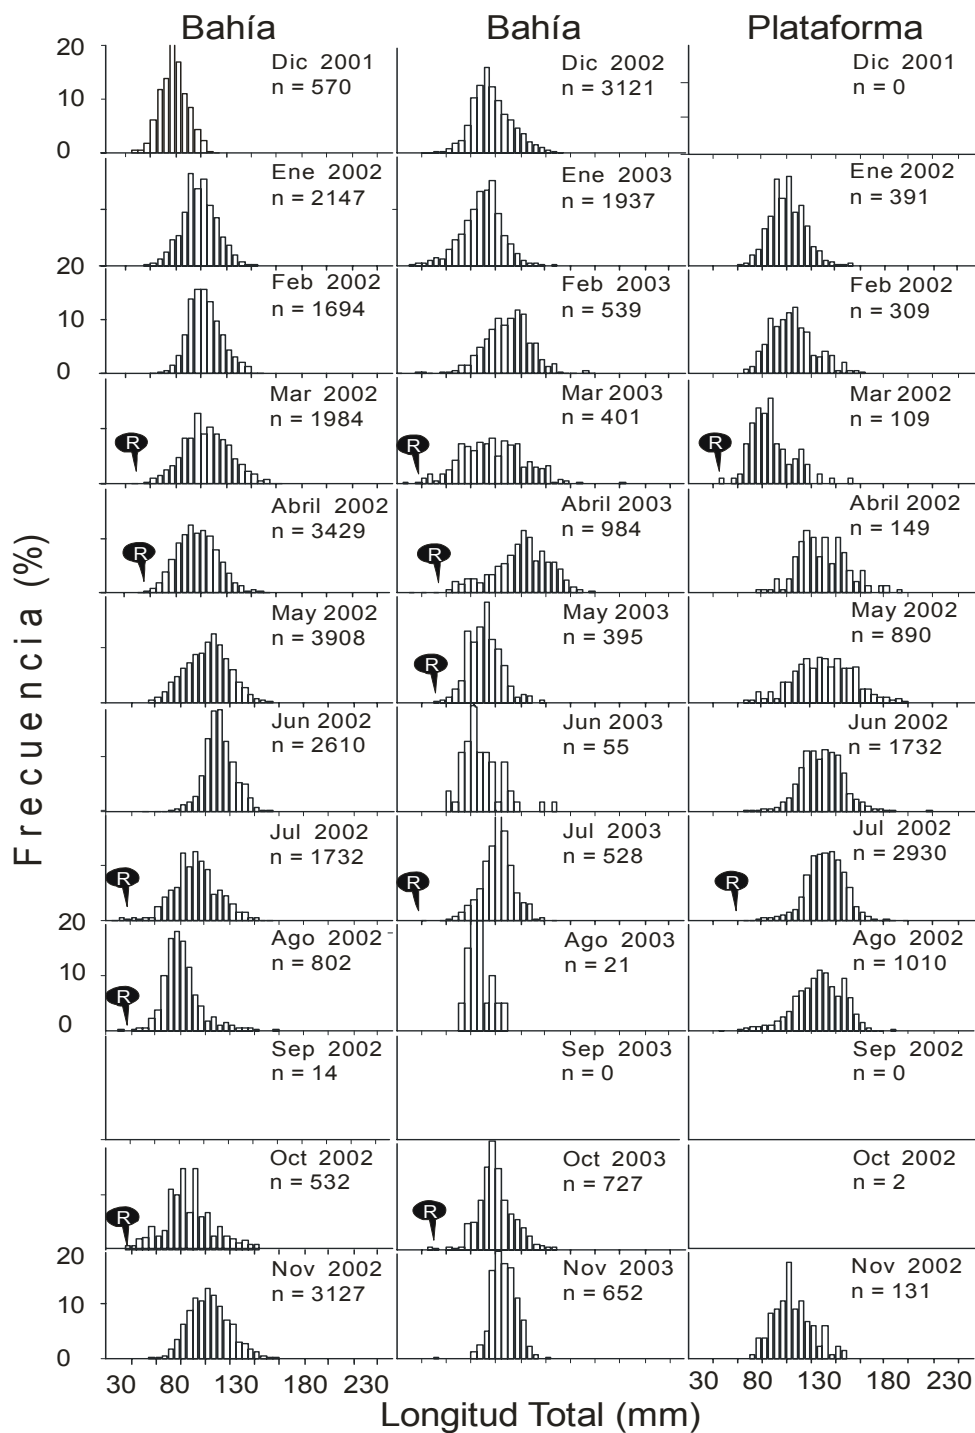 Bahía
Bahía
Plataforma
20
10
0
Dic 2001
n = 570
Dic 2002
n = 3121
Dic 2001
n = 0
Ene 2002
n = 2147
Ene 2003
n = 1937
Ene 2002
n = 391
20
10
0
Feb 2002
n = 1694
Feb 2003
n = 539
Feb 2002
n = 309
Mar 2002
n = 1984
R
Mar 2003
n = 401
R
Mar 2002
n = 109
R
Abril 2002
n = 3429
R
Abril 2003
n = 984
R
Abril 2002
n = 149
May 2002
n = 3908
May 2003
n = 395
R
May 2002
n = 890
Jun 2002
n = 2610
Jun 2003
n = 55
Jun 2002
n = 1732
Jul 2002
n = 1732
R
Jul 2003
n = 528
R
Jul 2002
n = 2930
R
20
10
0
Ago 2002
n = 802
R
Ago 2003
n = 21
Ago 2002
n = 1010
Sep 2002
n = 14
Sep 2003
n = 0
Sep 2002
n = 0
Oct 2002
n = 532
R
Oct 2003
n = 727
R
Oct 2002
n = 2
20
10
0
Nov 2002
n = 3127
Nov 2003
n = 652
Nov 2002
n = 131
30 80 130 180 230
30 80 130 180 230
30 80 130 180 230
Frecuencia (%)
Longitud Total (mm)